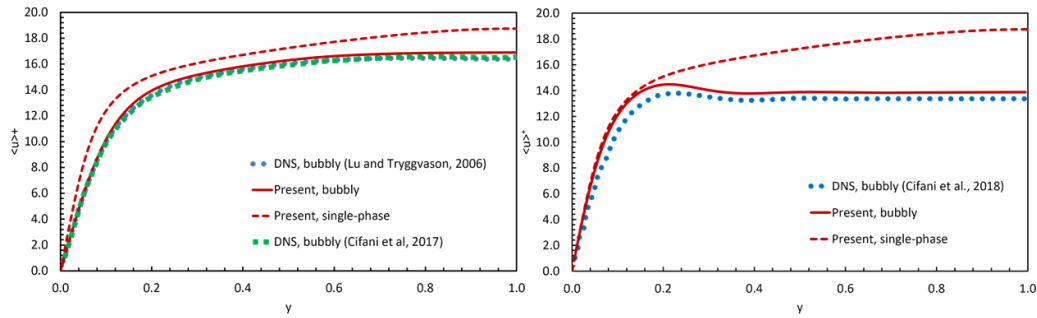 20.0
18.0
16.0
14.0
12.0
10.0
8.0
6.0
4.0
2.0
0.0
<u>+
DNS, bubbly (Lu and Tryggvason, 2006)
Present, bubbly
Present, single-phase
DNS, bubbly (Cifani et al, 2017)
0.0 0.2 0.4 0.6 0.8 1.0
y
20.0
18.0
16.0
14.0
12.0
10.0
8.0
6.0
4.0
2.0
0.0
<u>+
DNS, bubbly (Cifani et al., 2018)
Present, bubbly
Present, single-phase
0.0 0.2 0.4 0.6 0.8 1.0
y